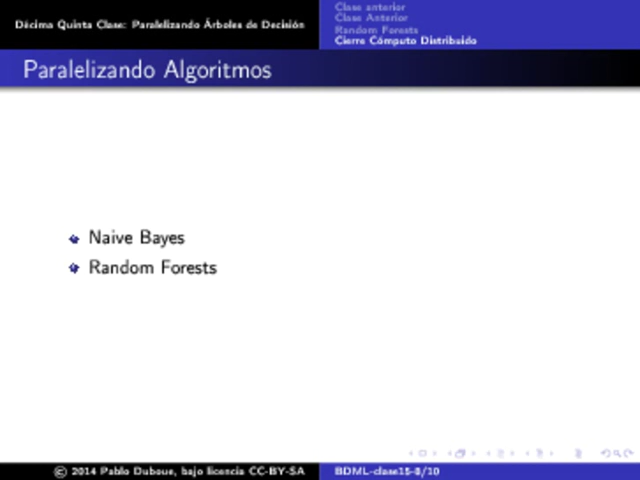 Décima Quinta Clase: Paralelizando Árboles de Decisión
Clase anterior
Clase Anterior
Random Forests
Cierre Cómputo Distribuido
Paralelizando Algoritmos
Naive Bayes
Random Forests
© 2014 Pablo Duboue, bajo licencia CC-BY-SA
BDML-clase15-8/10